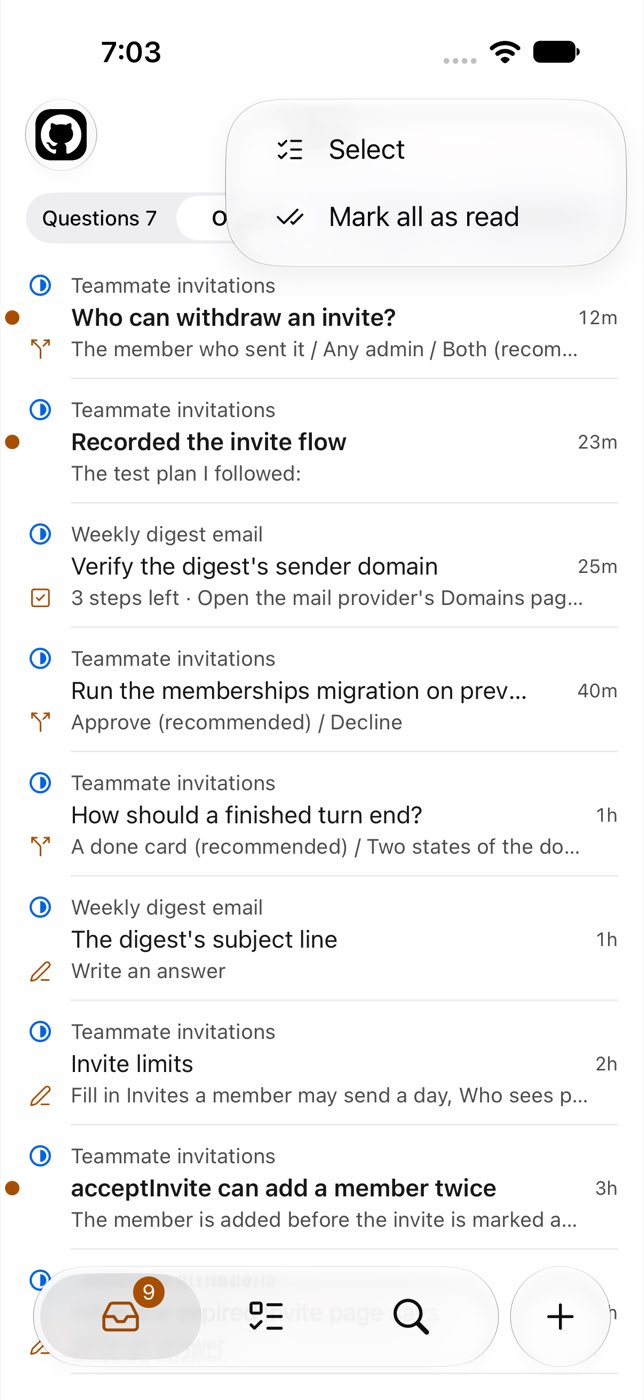 7:03
Select
Mark all as read
Questions 7
Teammate invitations
Who can withdraw an invite?
12m
The member who sent it / Any admin / Both (recom...
Teammate invitations
Recorded the invite flow
23m
The test plan I followed:
Weekly digest email
Verify the digest's sender domain
25m
3 steps left · Open the mail provider's Domains pag...
Teammate invitations
Run the memberships migration on prev...
40m
Approve (recommended) / Decline
Teammate invitations
How should a finished turn end?
1h
A done card (recommended) / Two states of the do...
Weekly digest email
The digest's subject line
1h
Write an answer
Teammate invitations
Invite limits
2h
Fill in Invites a member may send a day, Who sees p...
Teammate invitations
acceptInvite can add a member twice
3h
The member is added before the invite is marked a...
9